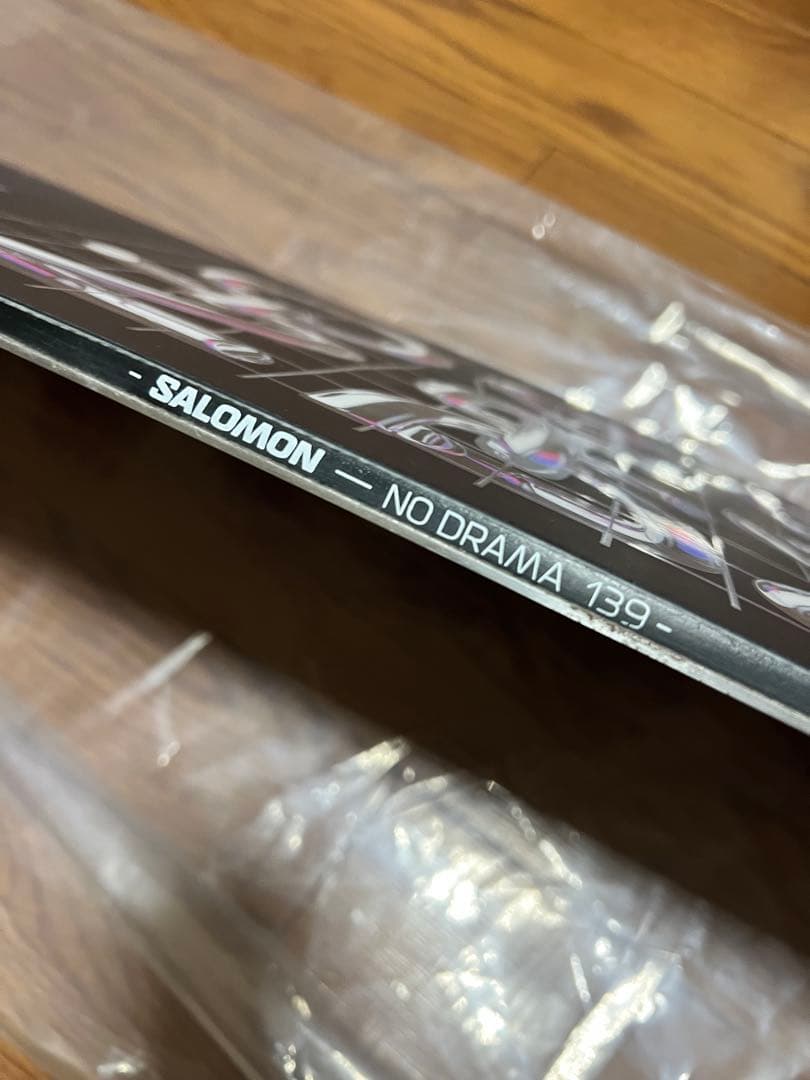 - SALOMON — NO DRAMA 139 -